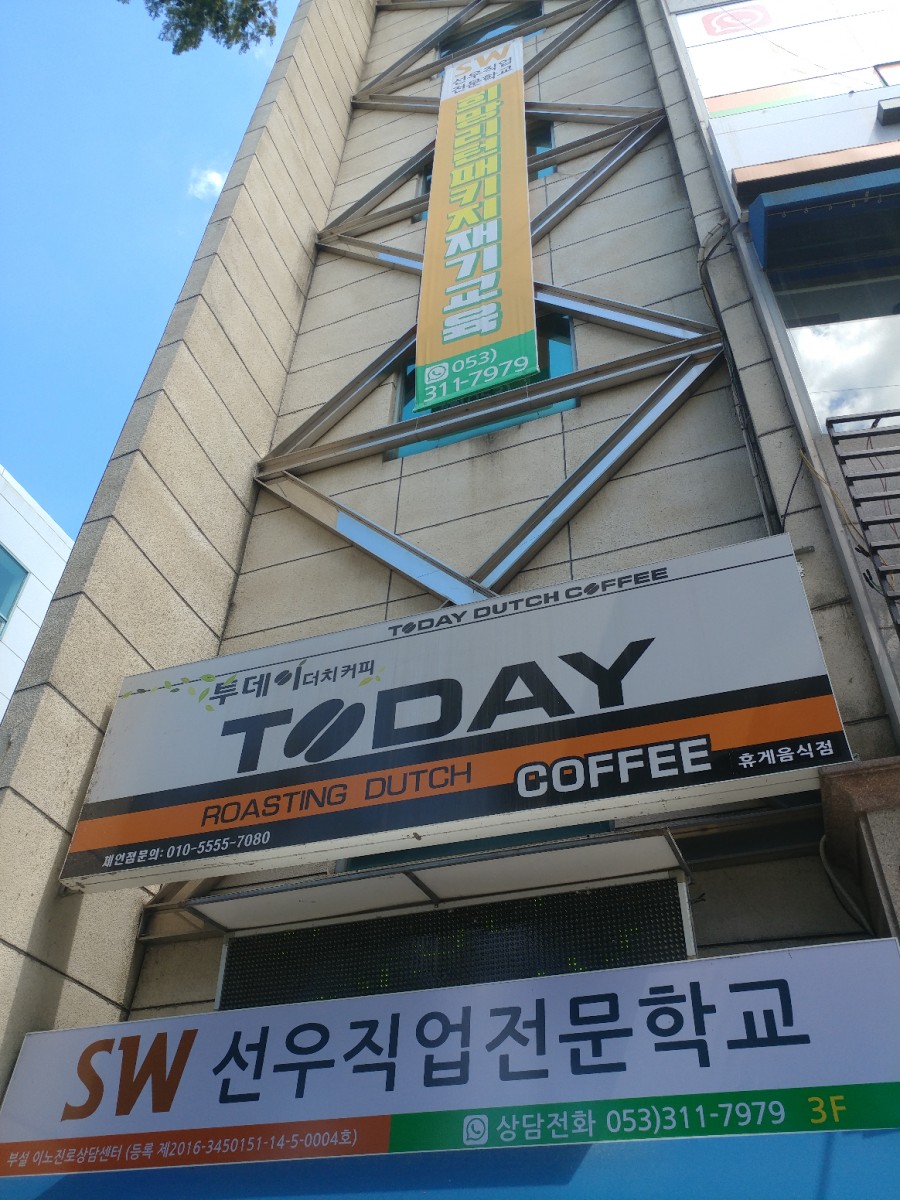 SW
선우직업
전문학교
희망리턴패키지재기교육
053)
311-7979
TODAY DUTCH COFFEE
투데이더치커피
TODAY
ROASTING DUTCH COFFEE
휴게음식점
체인점문의: 010-5555-7080
SW 선우직업전문학교
부설 이노진로상담센터 (등록 제2016-3450151-14-5-0004호)
상담전화 053)311-7979 3F